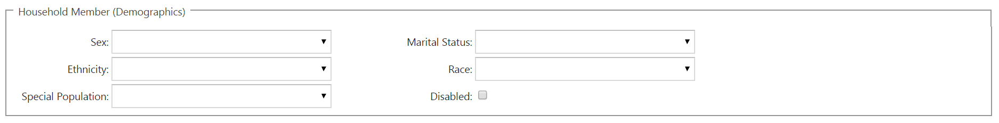 Household Member (Demographics)
Sex: Marital Status:
Ethnicity: Race:
Special Population: Disabled: